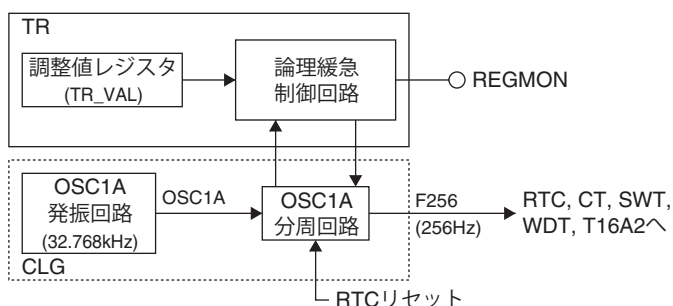 TR
調整値レジスタ
(TR_VAL)
論理緩急
制御回路
REGMON
OSC1A
発振回路
(32.768kHz)
OSC1A
OSC1A
分周回路
F256
(256Hz)
RTC, CT, SWT,
WDT, T16A2へ
CLG
RTCリセット